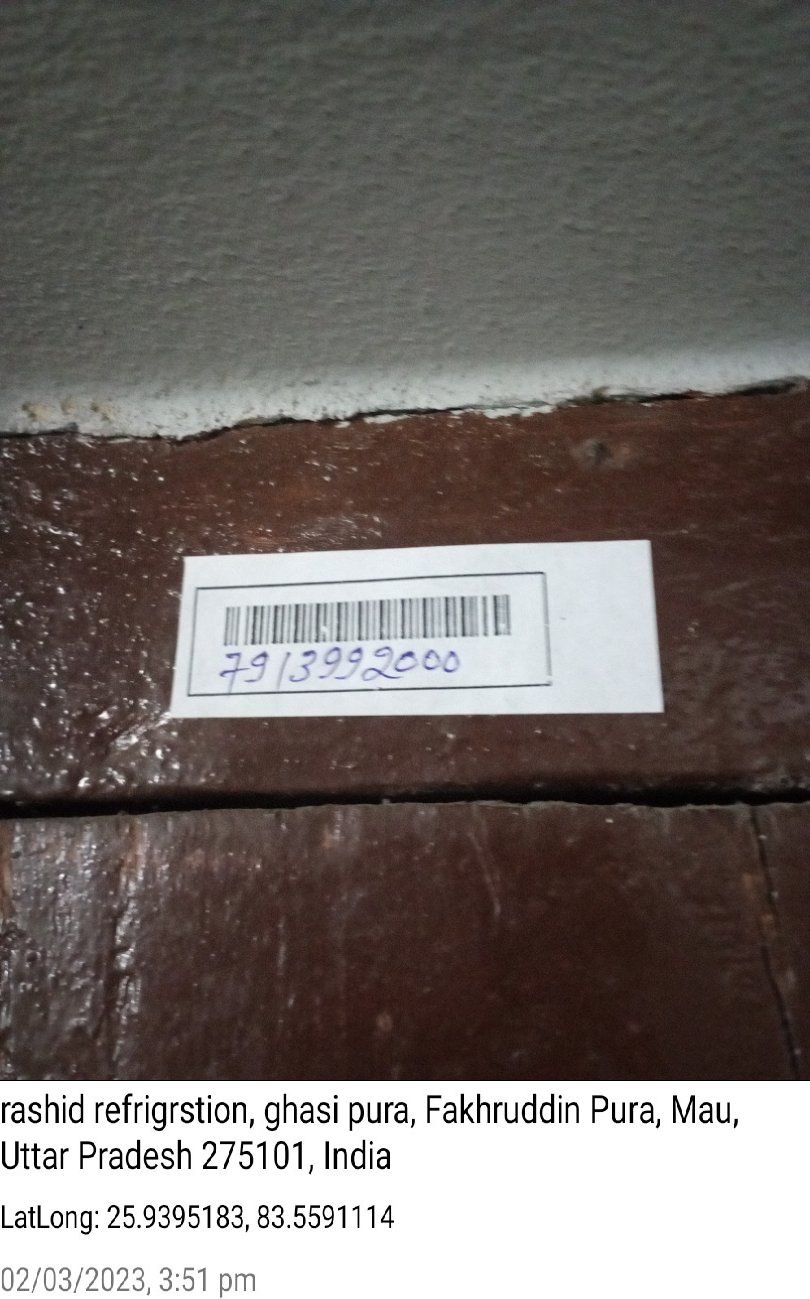 7913992000
rashid refrigrstion, ghasi pura, Fakhruddin Pura, Mau,
Uttar Pradesh 275101, India
LatLong: 25.9395183, 83.5591114
02/03/2023, 3:51 pm